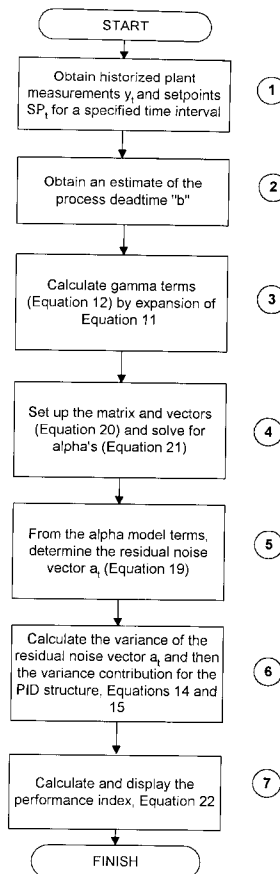 START
Obtain historized plant
measurements yt and setpoints
SPt for a specified time interval
1
Obtain an estimate of the
process deadtime "b"
2
Calculate gamma terms
(Equation 12) by expansion of
Equation 11
3
Set up the matrix and vectors
(Equation 20) and solve for
alpha's (Equation 21)
4
From the alpha model terms,
determine the residual noise
vector at (Equation 19)
5
Calculate the variance of the
residual noise vector at and then
the variance contribution for the
PID structure, Equations 14 and
15
6
Calculate and display the
performance index, Equation 22
7
FINISH